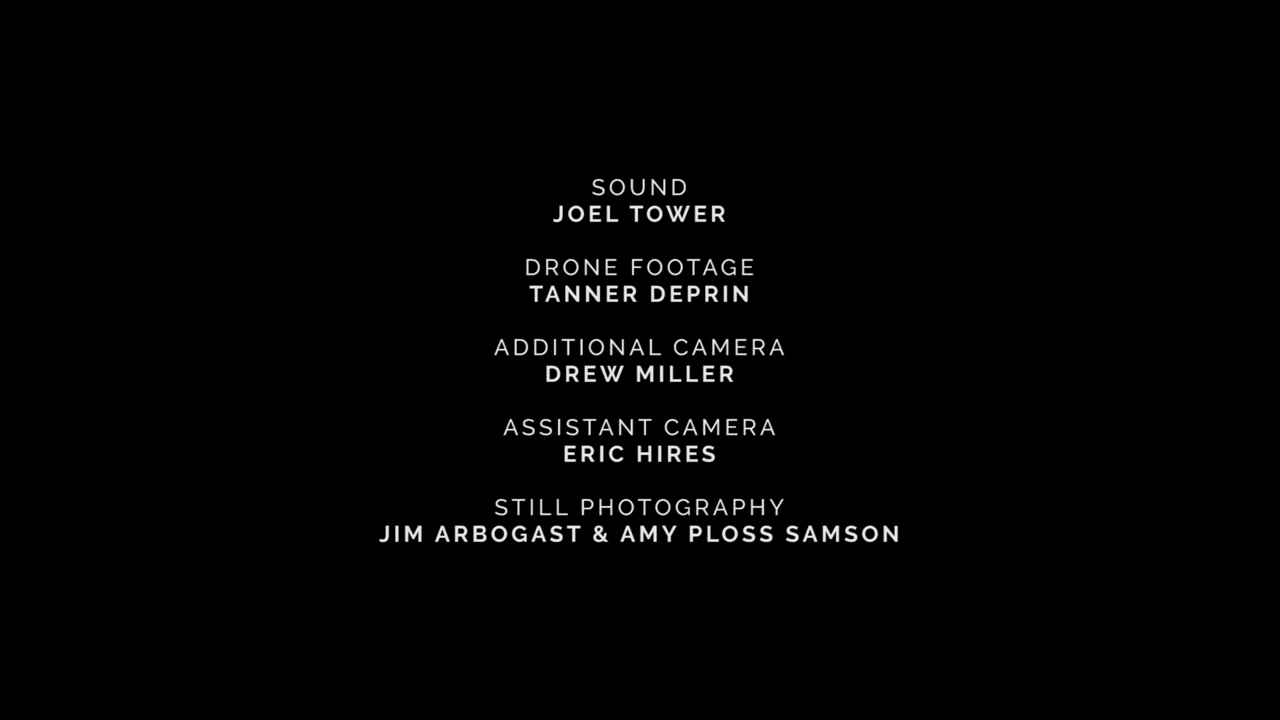 SOUND
JOEL TOWER
DRONE FOOTAGE
TANNER DEPRIN
ADDITIONAL CAMERA
DREW MILLER
ASSISTANT CAMERA
ERIC HIRES
STILL PHOTOGRAPHY
JIM ARBOGAST & AMY PLOSS SAMSON